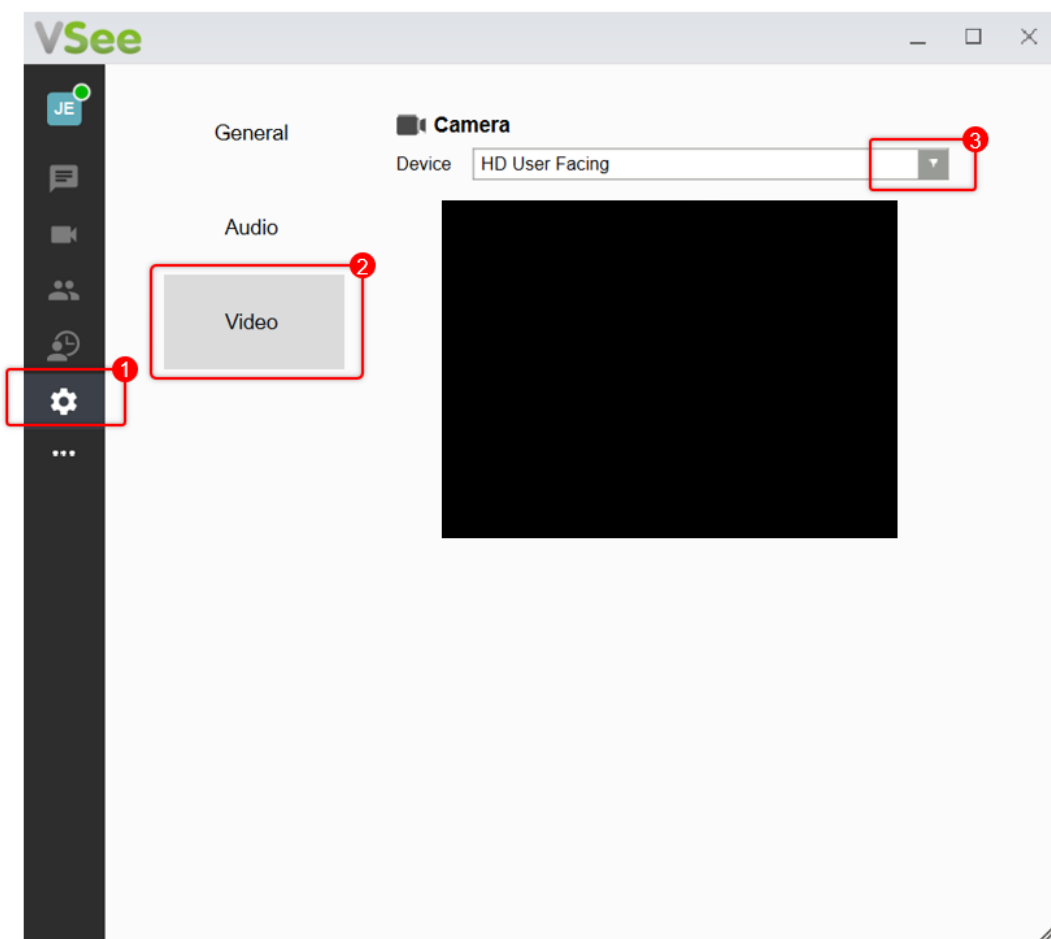 VSee
JE
General
Camera
3
Device
HD User Facing
Audio
2
Video
1